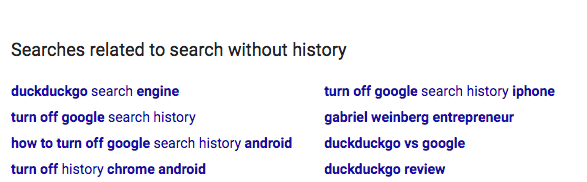 Searches related to search without history
duckduckgo search engine
turn off google search history
how to turn off google search history android
turn off history chrome android
turn off google search history iphone
gabriel weinberg entrepreneur
duckduckgo vs google
duckduckgo review